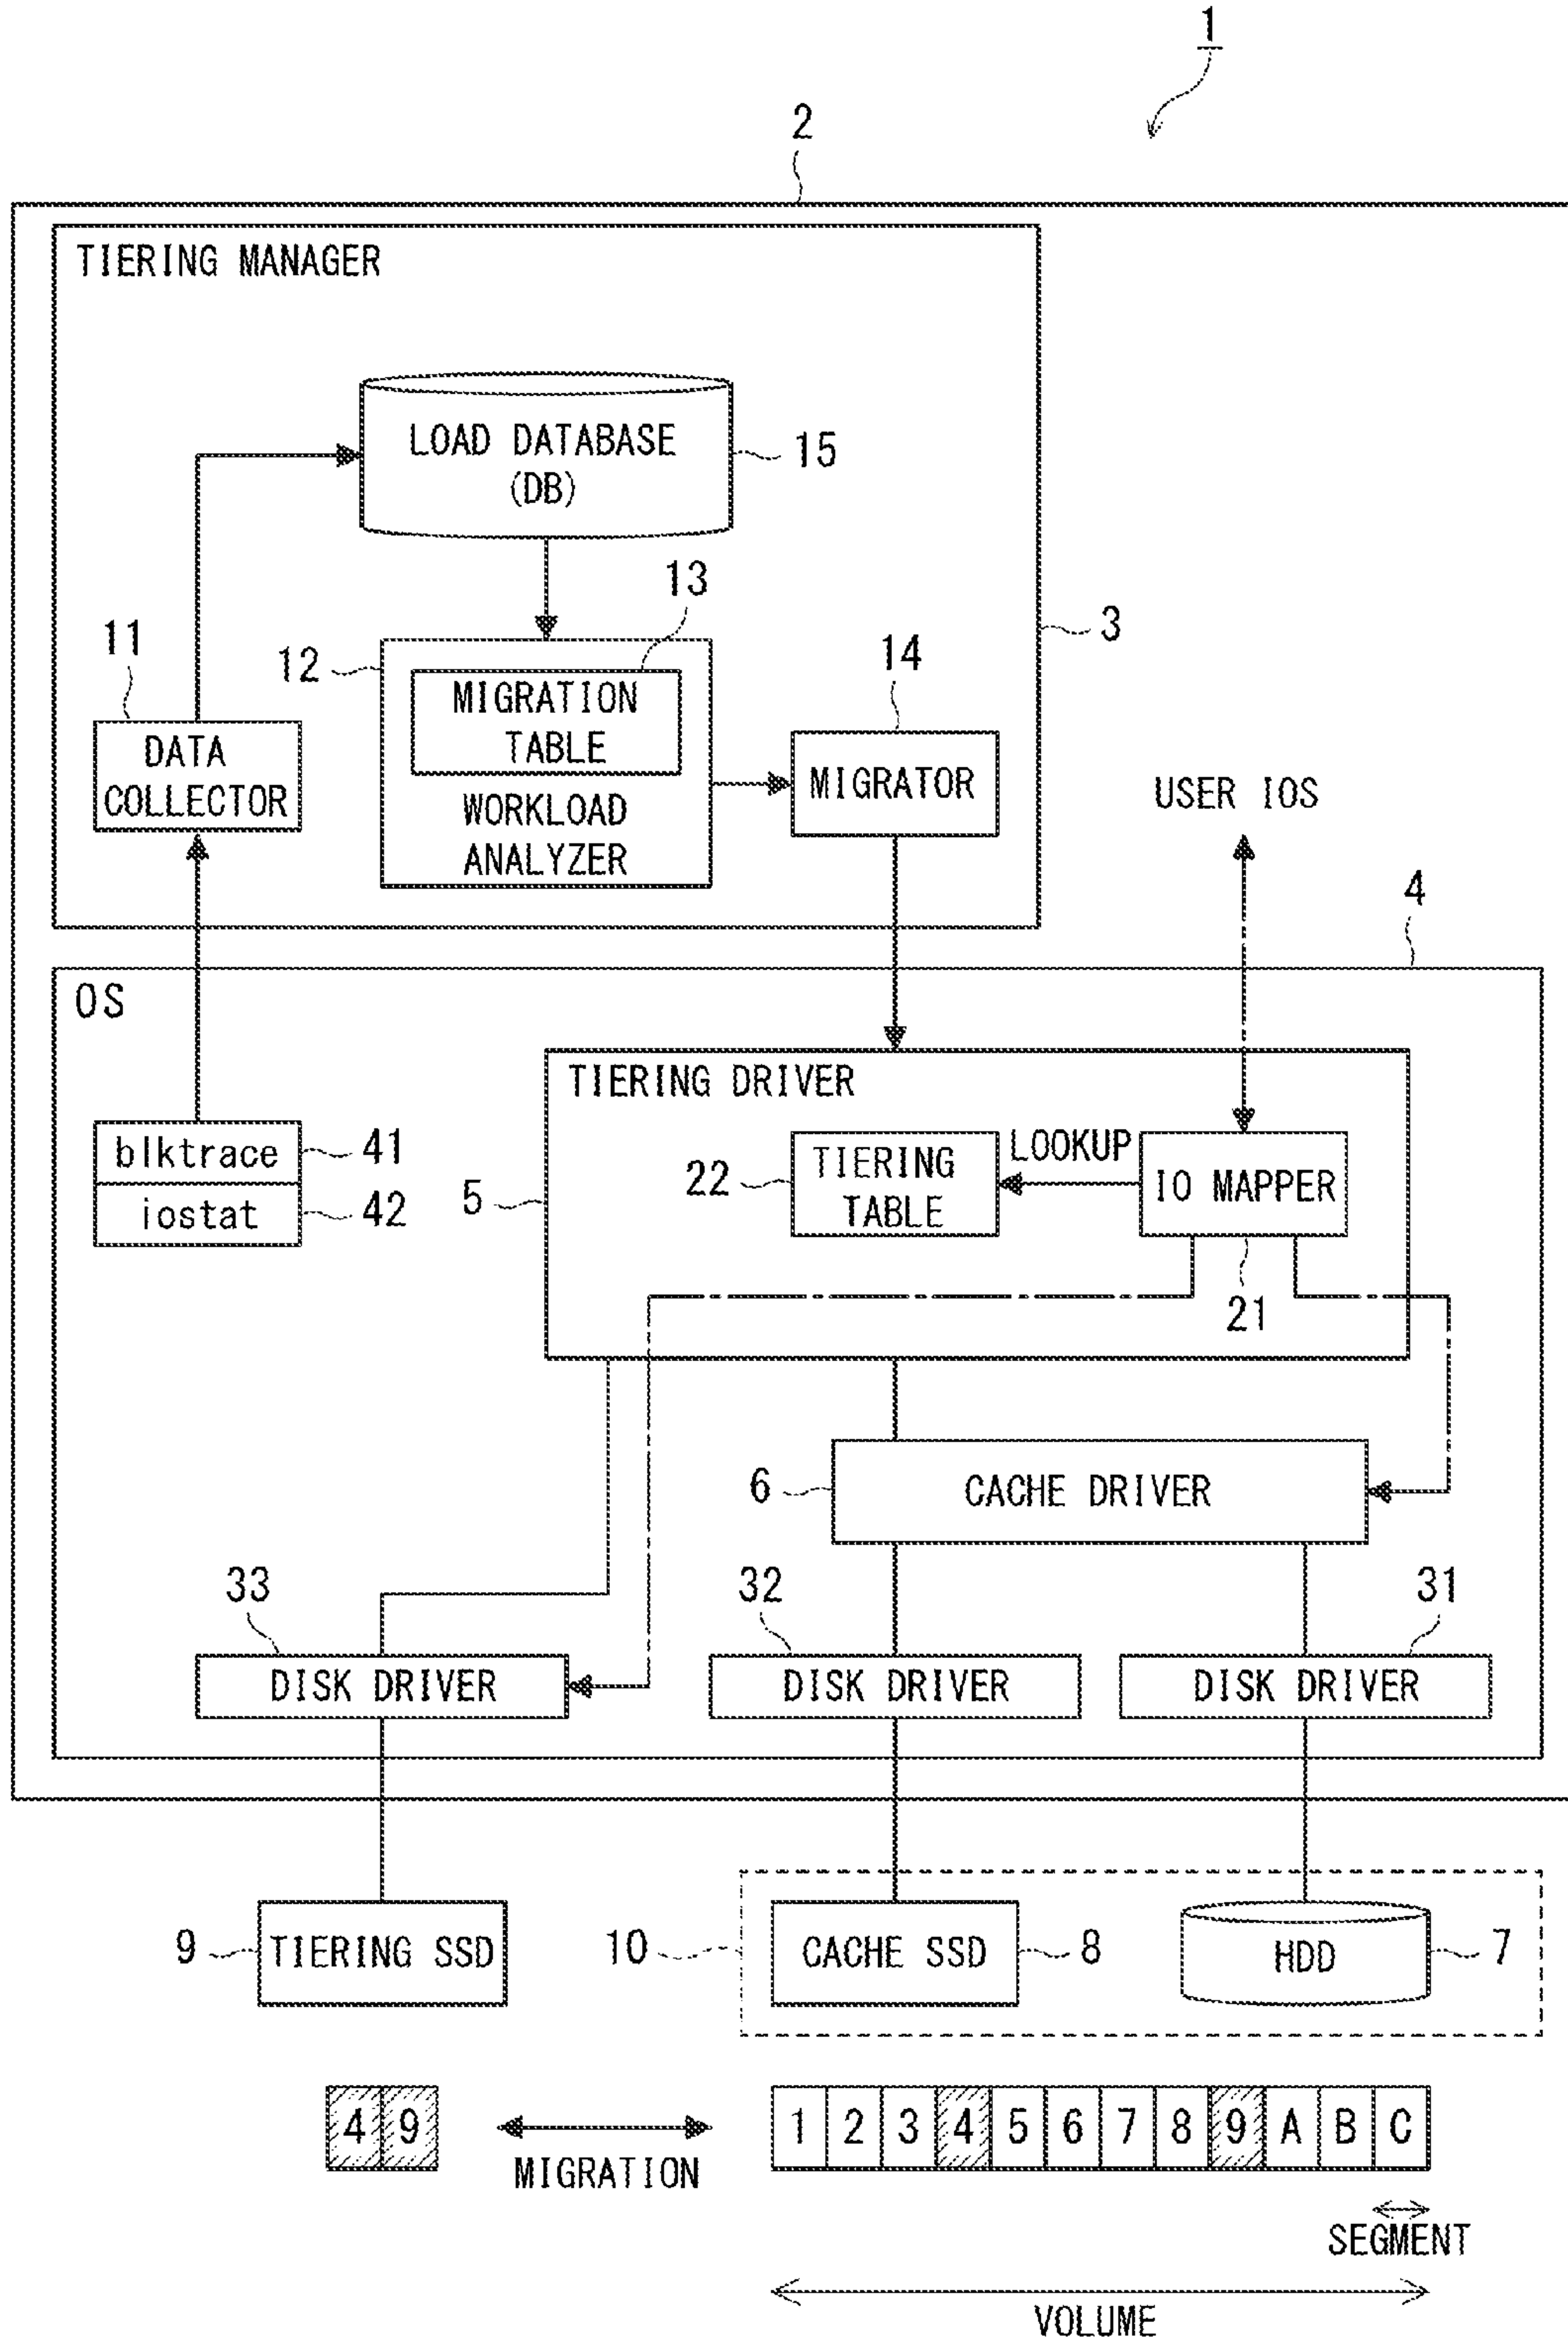 1
2
TIERING MANAGER
LOAD DATABASE
(DB)
15
13
11
12
3
14
MIGRATION
TABLE
DATA
COLLECTOR
MIGRATOR
USER IOS
WORKLOAD
ANALYZER
4
OS
TIERING DRIVER
blktrace
41
LOOKUP
22
TIERING
TABLE
IO MAPPER
5
iostat
42
21
6
CACHE DRIVER
33
32
31
DISK DRIVER
DISK DRIVER
DISK DRIVER
9
TIERING SSD
10
CACHE SSD
8
HDD
7
4 9
1 2 3 4 5 6 7 8 9 A B C
MIGRATION
SEGMENT
VOLUME